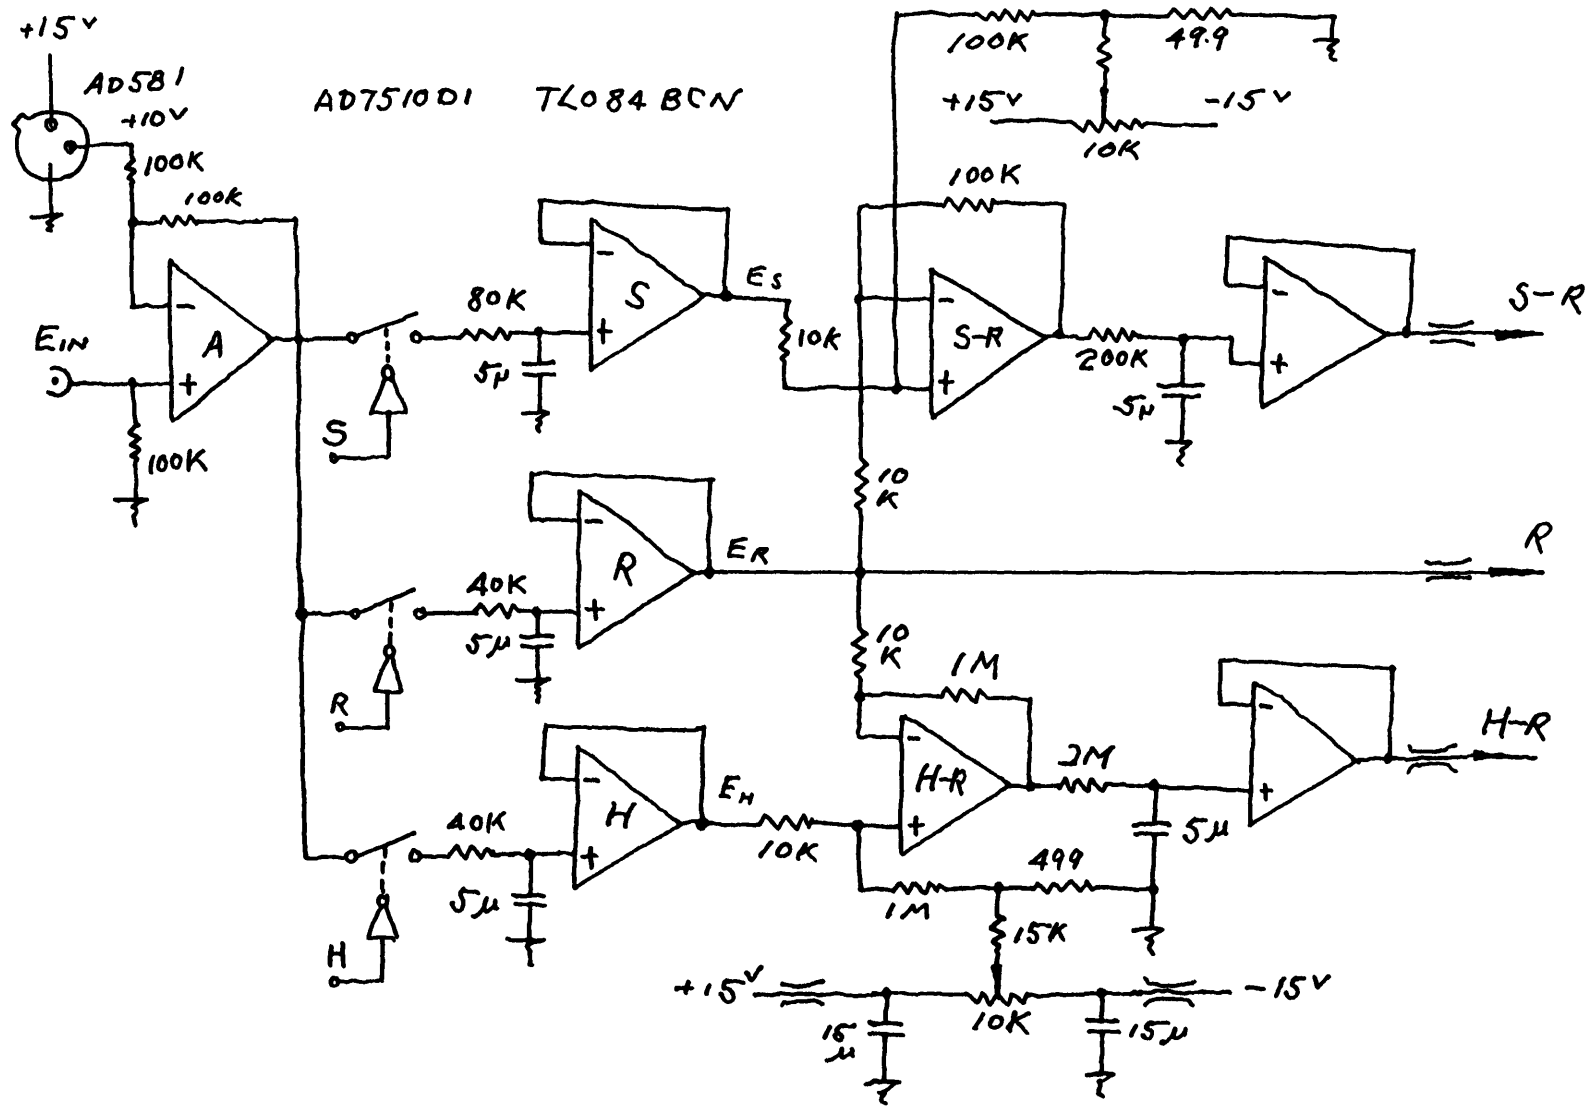 +15V
AD581
+10V
AD7510DI TL084BCN
100K
49.9
+15V
-15V
10K
100K
100K
100K
A
-
+
EIN
100K
S
80K
5μ
-
+
S
ES
10K
100K
-
+
S-R
200K
5μ
-
+
S-R
10
K
R
40K
5μ
-
+
R
ER
R
10
K
1M
H
40K
5μ
-
+
H
EH
10K
-
+
H-R
2M
5μ
-
+
H-R
1M
499
15K
+15V
-15V
10K
15
μ
15μ